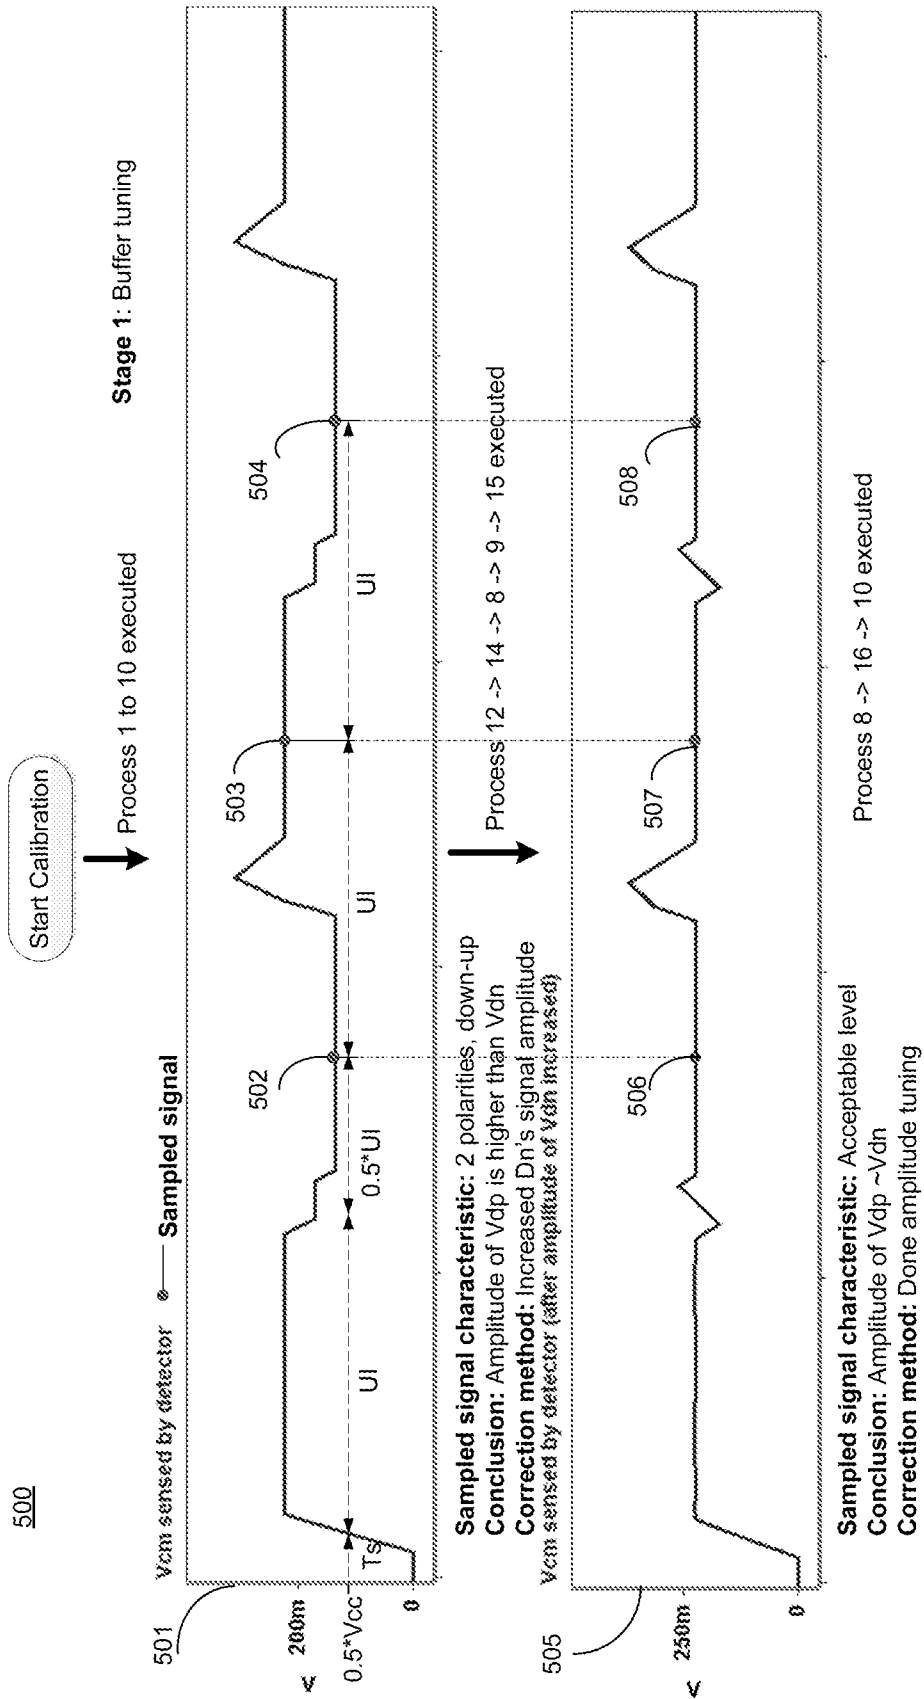 500
Start Calibration
Process 1 to 10 executed
Stage 1: Buffer tuning
Vcm sensed by detector
Sampled signal
501
502
503
504
V
200m
0.5*Vcc
0
Ts
UI
0.5*UI
UI
UI
Sampled signal characteristic: 2 polarities, down-up
Conclusion: Amplitude of Vdp is higher than Vdn
Correction method: Increased Dn's signal amplitude
Process 12 -> 14 -> 8 -> 9 -> 15 executed
Vcm sensed by detector (after amplitude of Vdn increased)
505
506
507
508
V
250m
0
Sampled signal characteristic: Acceptable level
Conclusion: Amplitude of Vdp ~Vdn
Correction method: Done amplitude tuning
Process 8 -> 16 -> 10 executed